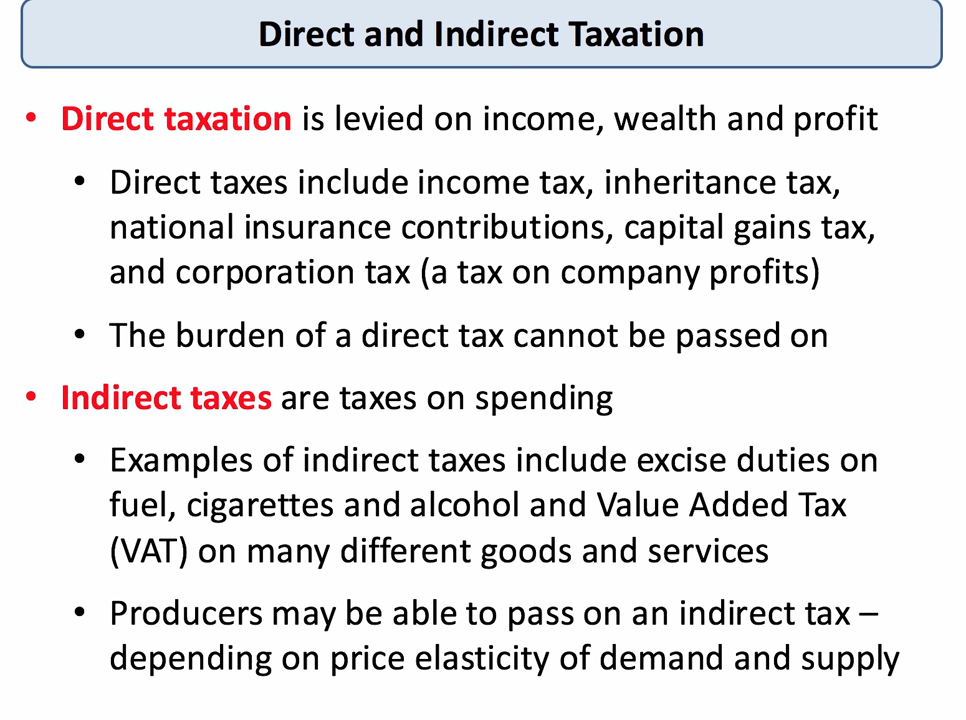 Direct and Indirect Taxation
• Direct taxation is levied on income, wealth and profit
• Direct taxes include income tax, inheritance tax,
national insurance contributions, capital gains tax,
and corporation tax (a tax on company profits)
• The burden of a direct tax cannot be passed on
• Indirect taxes are taxes on spending
• Examples of indirect taxes include excise duties on
fuel, cigarettes and alcohol and Value Added Tax
(VAT) on many different goods and services
• Producers may be able to pass on an indirect tax –
depending on price elasticity of demand and supply